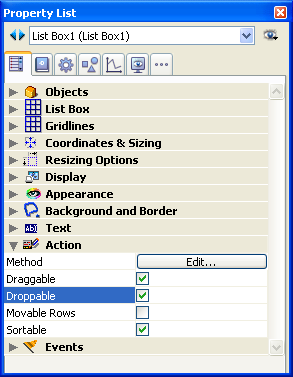 Property List
List Box1 (List Box1)
Objects
List Box
Gridlines
Coordinates & Sizing
Resizing Options
Display
Appearance
Background and Border
Text
Action
Method Edit...
Draggable
Droppable
Movable Rows
Sortable
Events